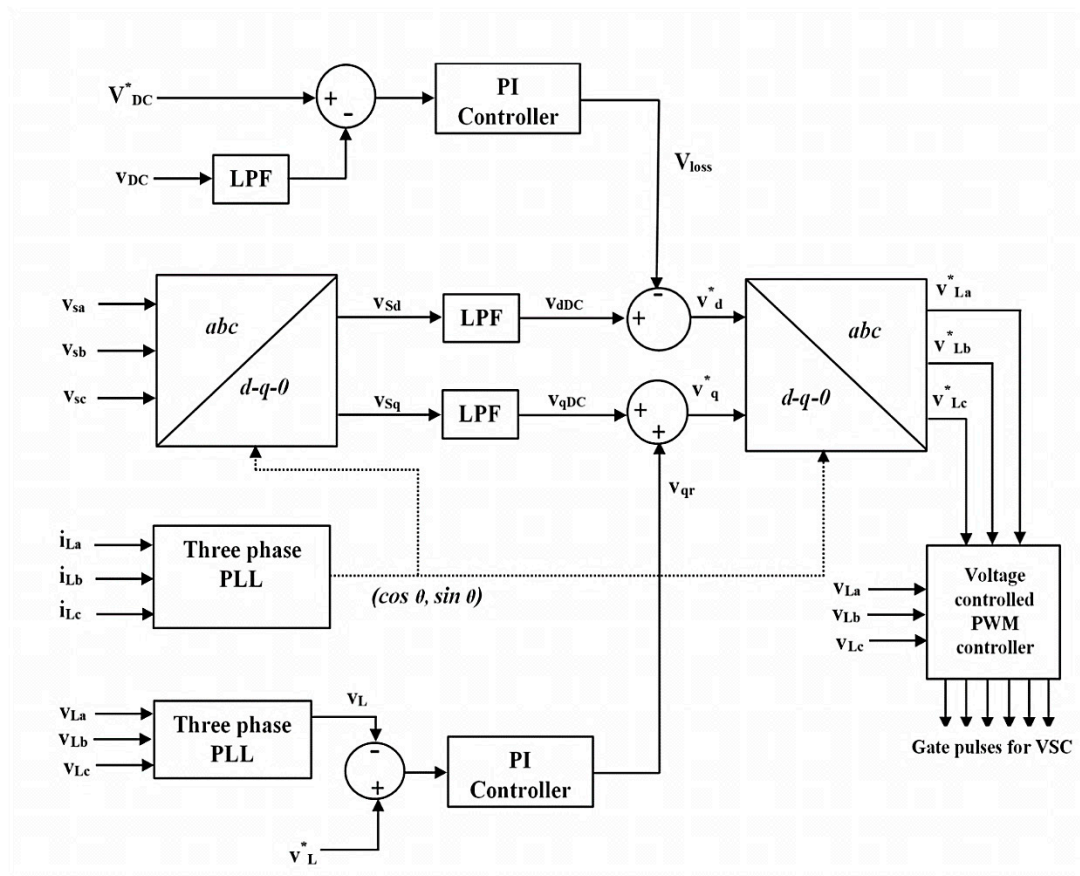 V*DC
+
-
PI
Controller
vDC
LPF
Vloss
vsa
vsb
vsc
abc
d-q-0
vSd
LPF
vdDC
+
-
v*d
vSq
LPF
vqDC
+
+
v*q
abc
d-q-0
v*La
v*Lb
v*Lc
vqr
iLa
iLb
iLc
Three phase
PLL
(cos θ, sin θ)
vLa
vLb
vLc
Voltage
controlled
PWM
controller
Gate pulses for VSC
vLa
vLb
vLc
Three phase
PLL
vL
-
+
PI
Controller
v*L